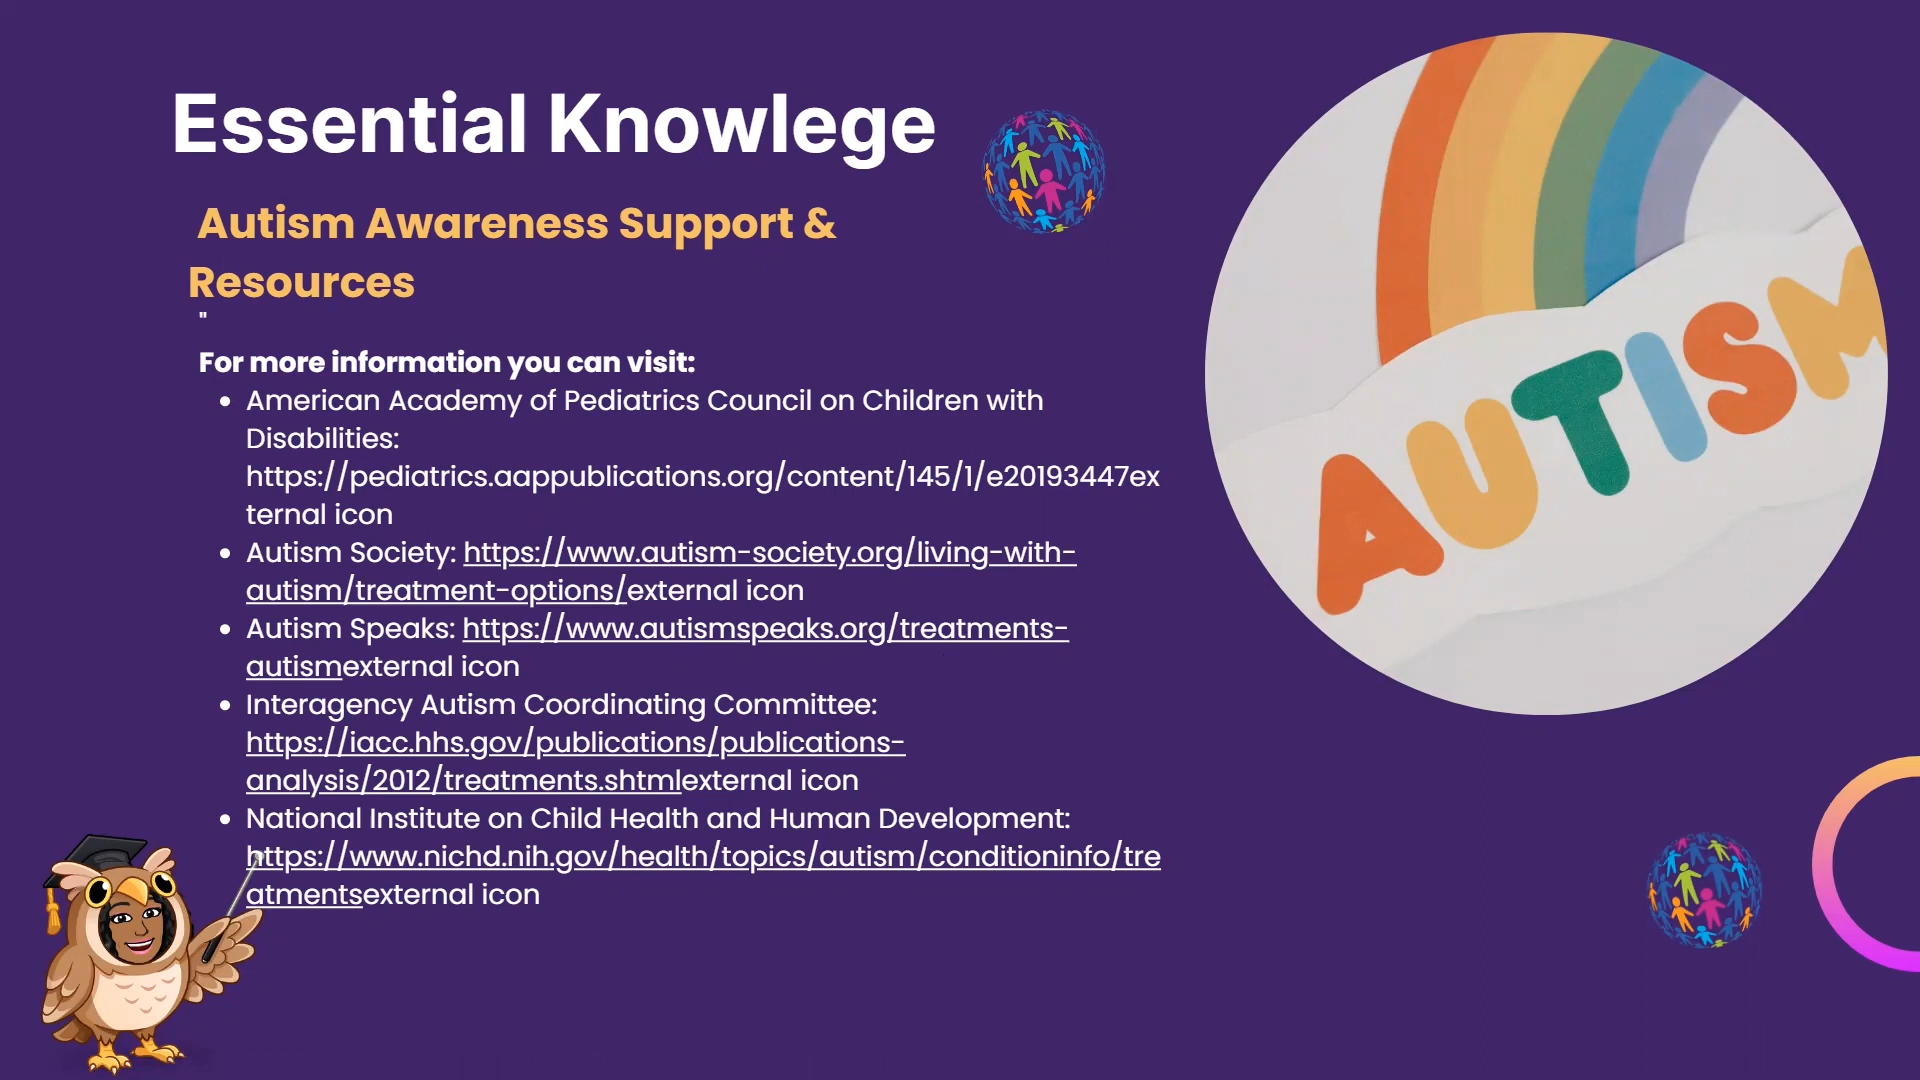 Essential Knowlege
Autism Awareness Support &
Resources
"
For more information you can visit:
• American Academy of Pediatrics Council on Children with
Disabilities:
https://pediatrics.aappublications.org/content/145/1/e20193447ex
ternal icon
• Autism Society: https://www.autism-society.org/living-with-
autism/treatment-options/external icon
• Autism Speaks: https://www.autismspeaks.org/treatments-
autismexternal icon
• Interagency Autism Coordinating Committee:
https://iacc.hhs.gov/publications/publications-
analysis/2012/treatments.shtmlexternal icon
• National Institute on Child Health and Human Development:
https://www.nichd.nih.gov/health/topics/autism/conditioninfo/tre
atmentsexternal icon
AUTISM